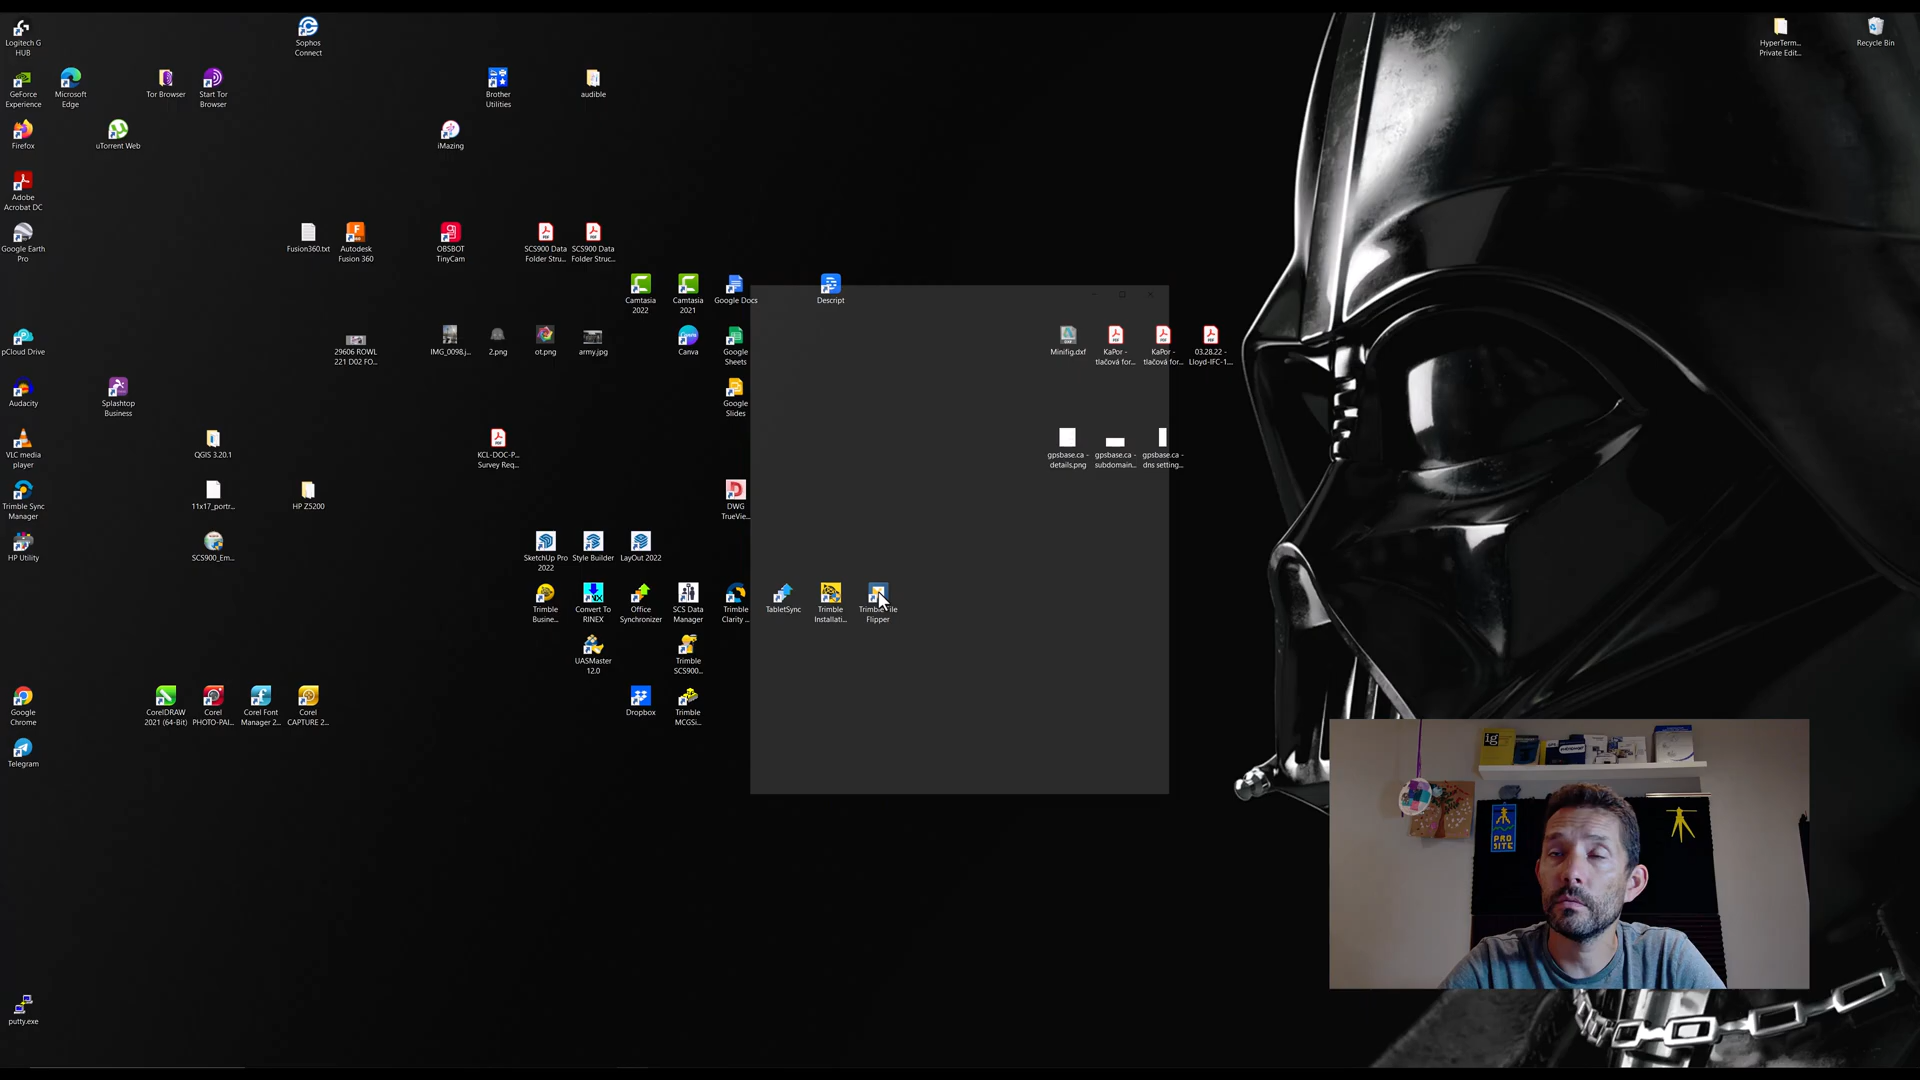 Logitech G
HUB
Sophos
Connect
HyperTerm...
Private Edit...
Recycle Bin
GeForce
Experience
Microsoft
Edge
Tor Browser
Start Tor
Browser
Brother
Utilities
audible
Firefox
uTorrent Web
iMazing
Adobe
Acrobat DC
Google Earth
Pro
Fusion360.txt
Autodesk
Fusion 360
OBSBOT
TinyCam
SCS900 Data
Folder Stru...
SCS900 Data
Folder Struc...
Camtasia
2022
Camtasia
2021
Google Docs
Descript
pCloud Drive
29606 ROWL
221 D02 FO...
IMG_0098.j...
2.png
ot.png
army.jpg
Canva
Google
Sheets
Minifig.dxf
KaPor -
tlačová for...
KaPor -
tlačová for...
03.28.22 -
Lloyd-IFC-1...
Audacity
Splashtop
Business
Google
Slides
VLC media
player
QGIS 3.20.1
KCL-DOC-P...
Survey Req...
gpsbase.ca -
details.png
gpsbase.ca -
subdomain...
gpsbase.ca -
dns setting...
Trimble Sync
Manager
11x17_portr...
HP Z5200
DWG
TrueVie...
HP Utility
SCS900_Em...
SketchUp Pro
2022
Style Builder
LayOut 2022
Trimble
Busine...
Convert To
RINEX
Office
Synchronizer
SCS Data
Manager
Trimble
Clarity ...
TabletSync
Trimble
Installati...
Trimble File
Flipper
UASMaster
12.0
Trimble
SCS900...
Google
Chrome
CorelDRAW
2021 (64-Bit)
Corel
PHOTO-PAI...
Corel Font
Manager 2...
Corel
CAPTURE 2...
Dropbox
Trimble
MCGSi...
Telegram
ig
PRO
SITE
putty.exe